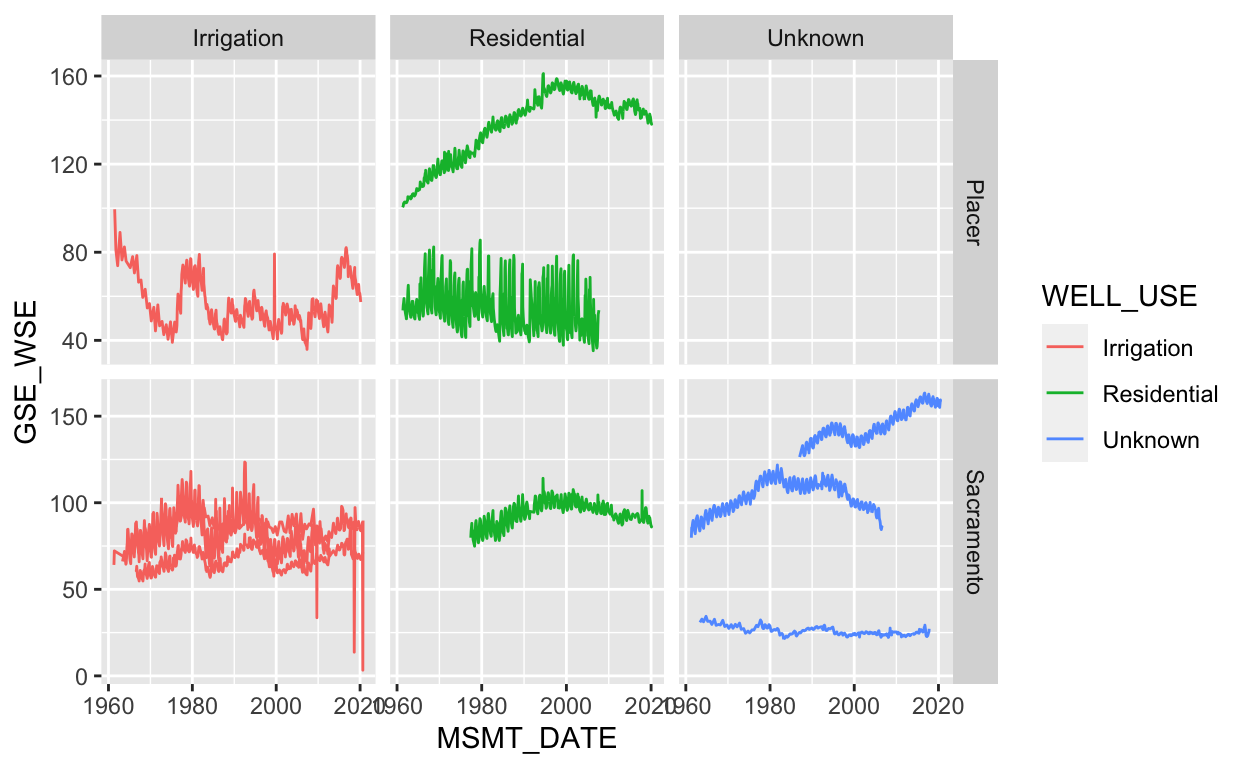 Irrigation Residential Unknown
160
120
80
40
Placer
150
100
50
0
Sacramento
GSE_WSE
1960 1980 2000 2020 1960 1980 2000 2020 1960 1980 2000 2020
MSMT_DATE
WELL_USE
Irrigation
Residential
Unknown